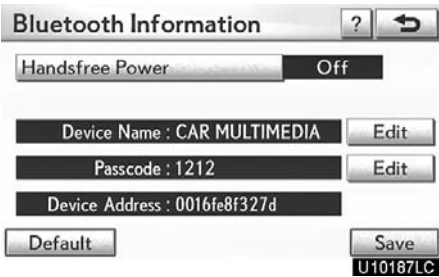 Bluetooth Information ?
Handsfree Power Off
Device Name : CAR MULTIMEDIA Edit
Passcode : 1212 Edit
Device Address : 0016fe8f327d
Default Save
U10187LC